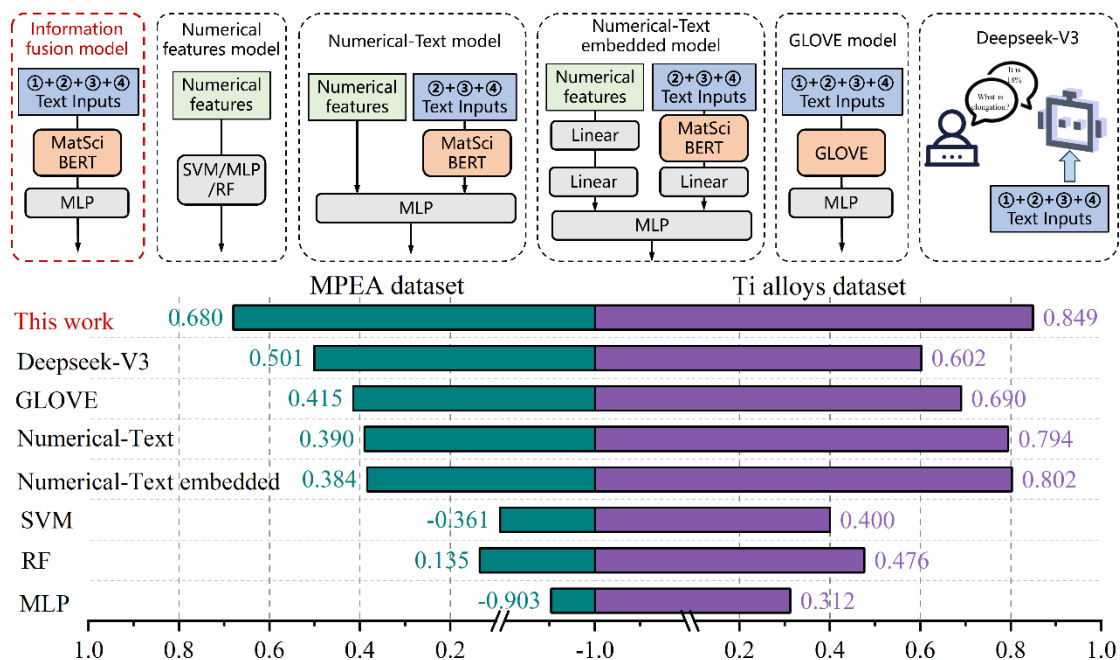 Information
fusion model
①+②+③+④
Text Inputs
MatSci
BERT
MLP
Numerical
features model
Numerical
features
SVM/MLP
/RF
Numerical-Text model
Numerical
features
②+③+④
Text Inputs
MatSci
BERT
MLP
Numerical-Text
embedded model
Numerical
features
②+③+④
Text Inputs
Linear
MatSci
BERT
Linear
Linear
MLP
GLOVE model
①+②+③+④
Text Inputs
GLOVE
MLP
Deepseek-V3
It is
18%
What is
elongation?
①+②+③+④
Text Inputs
MPEA dataset
Ti alloys dataset
This work
0.680
0.849
Deepseek-V3
0.501
0.602
GLOVE
0.415
0.690
Numerical-Text
0.390
0.794
Numerical-Text embedded
0.384
0.802
SVM
-0.361
0.400
RF
0.135
0.476
MLP
-0.903
0.312
1.0 0.8 0.6 0.4 0.2 -1.0 0.2 0.4 0.6 0.8 1.0